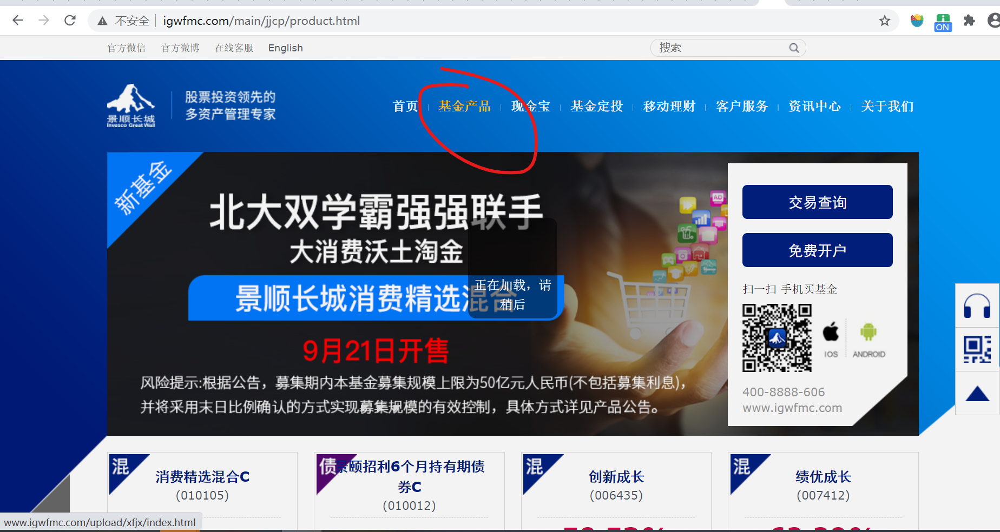 不安全 igwfmc.com/main/jjcp/product.html
ON
官方微信 官方微博 在线客服 English 搜索
景顺长城
Invesco Great Wall
股票投资领先的
多资产管理专家
首页 基金产品 现金宝 基金定投 移动理财 客户服务 资讯中心 关于我们
新基金
北大双学霸强强联手
大消费沃土淘金
景顺长城消费精选混合
正在加载，请
稍后
9月21日开售
风险提示:根据公告，募集期内本基金募集规模上限为50亿元人民币(不包括募集利息)，
并将采用末日比例确认的方式实现募集规模的有效控制，具体方式详见产品公告。
AD
交易查询
免费开户
扫一扫 手机买基金
IOS ANDROID
400-8888-606
www.igwfmc.com
混
消费精选混合C
(010105)
债
景颐招利6个月持有期债
券C
(010012)
混
创新成长
(006435)
混
绩优成长
(007412)
www.igwfmc.com/upload/xfjx/index.html